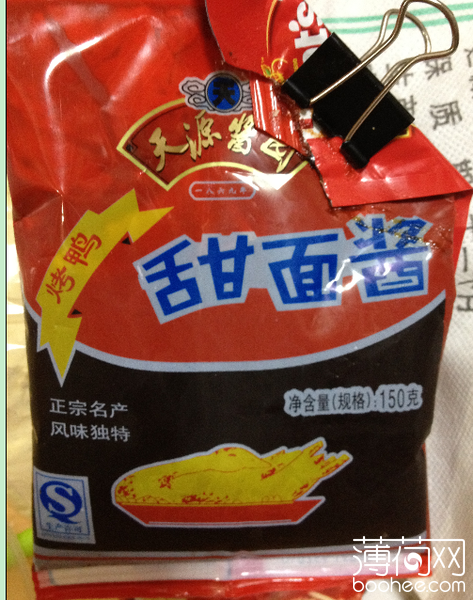 天源酱
一八六九年
烤鸭
甜面酱
净含量(规格):150克
正宗名产
风味独特
生产许可
质
薄荷网
boohee.com